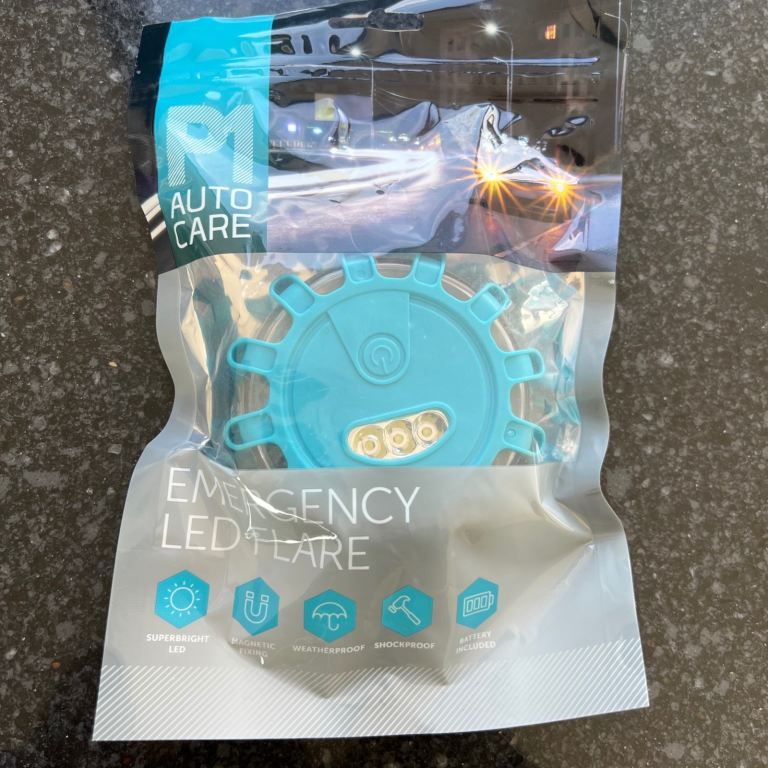 P1
AUTO
CARE
EMERGENCY
LED FLARE
SUPERBRIGHT
LED
MAGNETIC
FIXING
WEATHERPROOF
SHOCKPROOF
BATTERY
INCLUDED